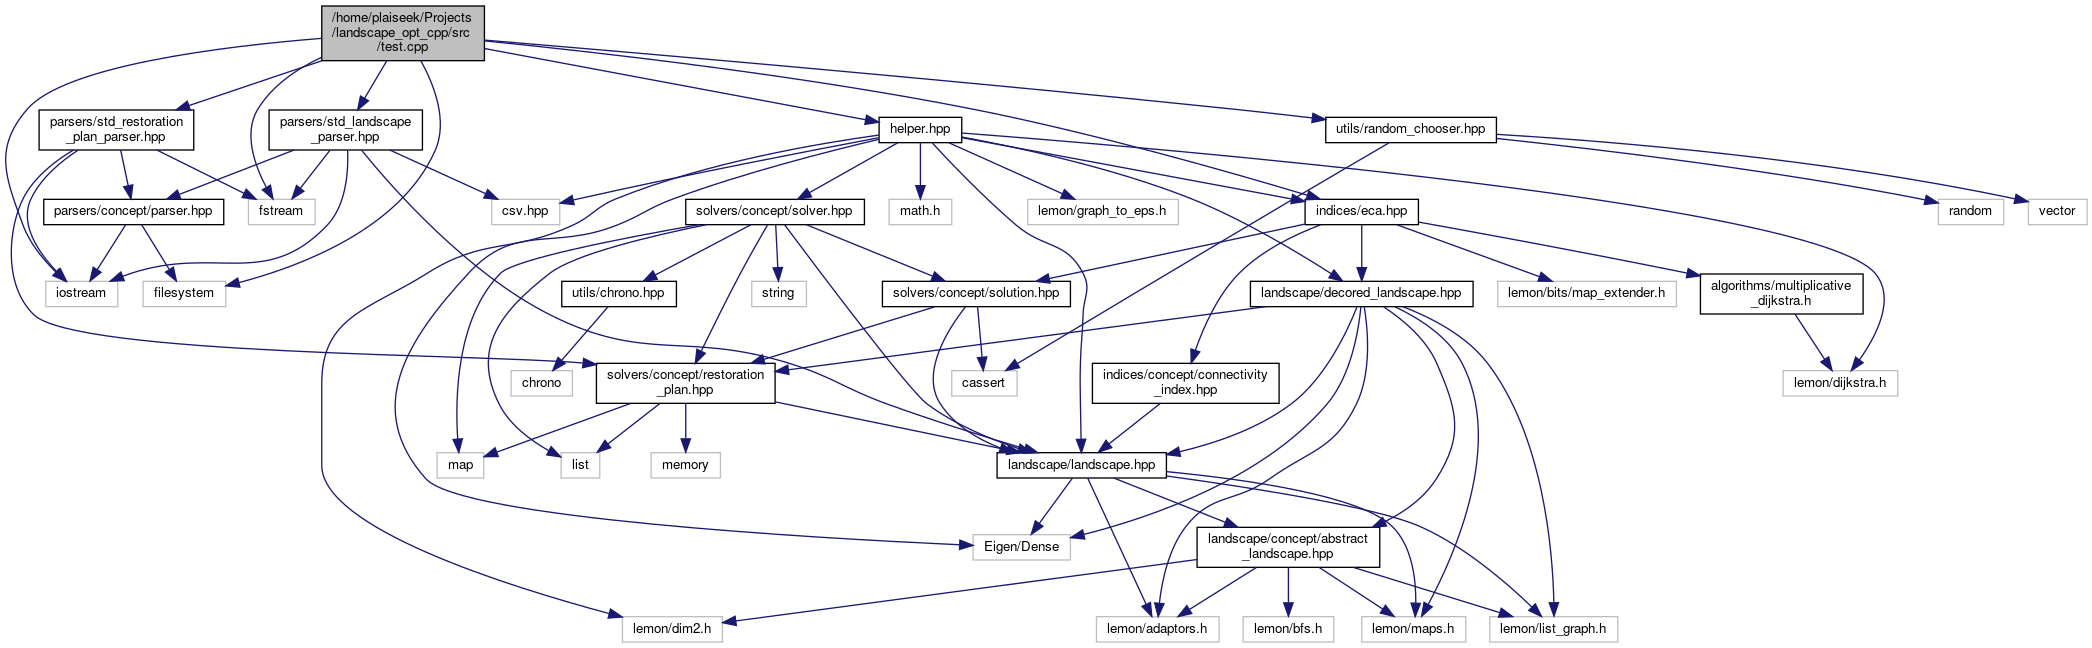 /home/plaiseek/Projects
/landscape_opt_cpp/src
/test.cpp
parsers/std_restoration
_plan_parser.hpp
parsers/std_landscape
_parser.hpp
helper.hpp
utils/random_chooser.hpp
parsers/concept/parser.hpp
fstream
csv.hpp
solvers/concept/solver.hpp
math.h
lemon/graph_to_eps.h
indices/eca.hpp
random
vector
iostream
filesystem
utils/chrono.hpp
string
solvers/concept/solution.hpp
landscape/decored_landscape.hpp
lemon/bits/map_extender.h
algorithms/multiplicative
_dijkstra.h
chrono
solvers/concept/restoration
_plan.hpp
cassert
indices/concept/connectivity
_index.hpp
lemon/dijkstra.h
map
list
memory
landscape/landscape.hpp
Eigen/Dense
landscape/concept/abstract
_landscape.hpp
lemon/dim2.h
lemon/adaptors.h
lemon/bfs.h
lemon/maps.h
lemon/list_graph.h